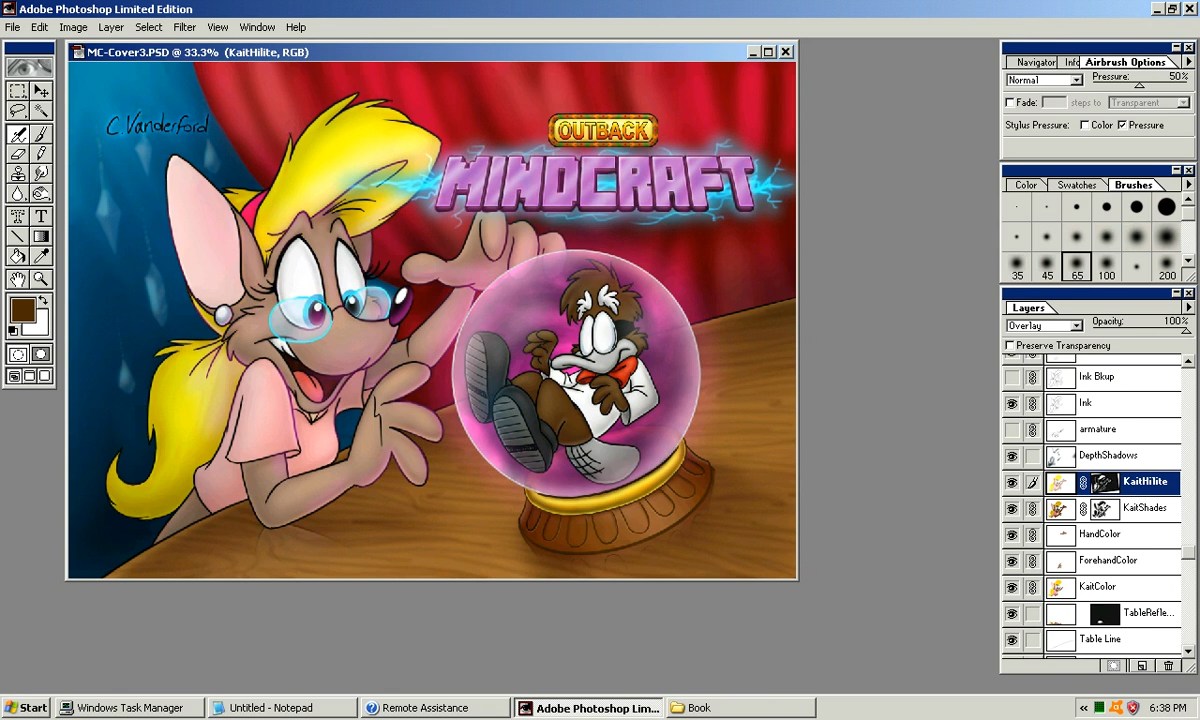 Adobe Photoshop Limited Edition
File Edit Image Layer Select Filter View Window Help
MC-Cover3.PSD @ 33.3% (KaitHilite, RGB)
C. Vanderford
OUTBACK
MINDCRAFT
Navigator Info Airbrush Options
Normal Pressure: 50%
Fade: steps to Transparent
Stylus Pressure: Color Pressure
Color Swatches Brushes
35 45 65 100 200
Layers
Overlay Opacity: 100%
Preserve Transparency
Ink Bkup
Ink
armature
DepthShadows
KaitHilite
KaitShades
HandColor
ForehandColor
KaitColor
TableRefle...
Table Line
Start Windows Task Manager Untitled - Notepad Remote Assistance Adobe Photoshop Lim... Book 6:38 PM